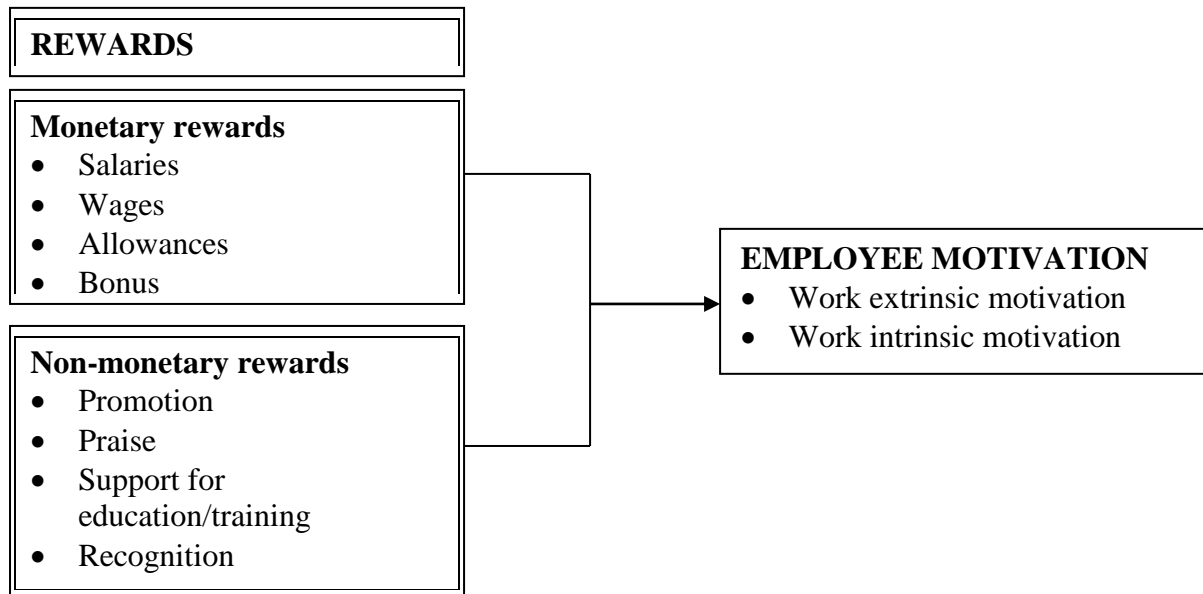 REWARDS
Monetary rewards
• Salaries
• Wages
• Allowances
• Bonus
Non-monetary rewards
• Promotion
• Praise
• Support for
education/training
• Recognition
EMPLOYEE MOTIVATION
• Work extrinsic motivation
• Work intrinsic motivation